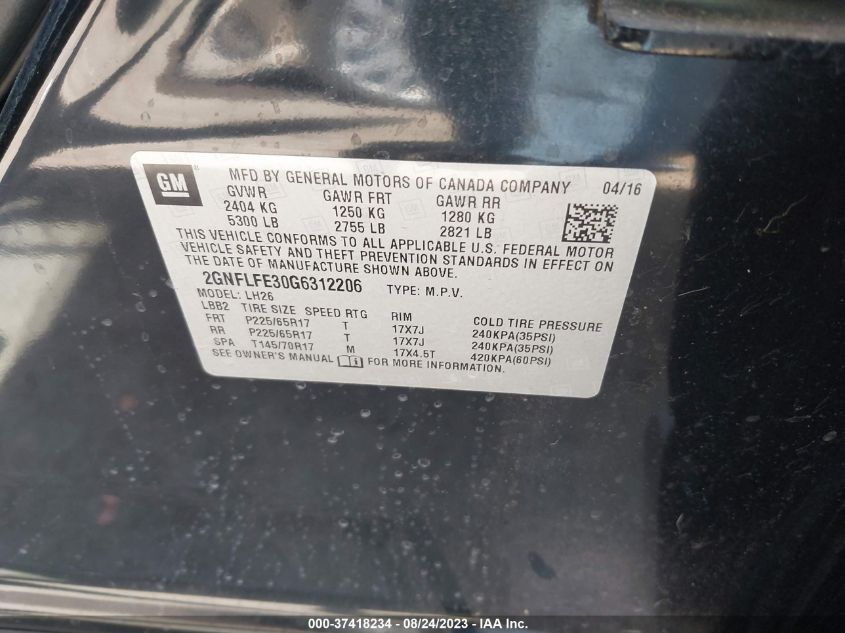 GM
MFD BY GENERAL MOTORS OF CANADA COMPANY 04/16
GVWR GAWR FRT GAWR RR
2404 KG 1250 KG 1280 KG
5300 LB 2755 LB 2821 LB
THIS VEHICLE CONFORMS TO ALL APPLICABLE U.S. FEDERAL MOTOR
VEHICLE SAFETY AND THEFT PREVENTION STANDARDS IN EFFECT ON
THE DATE OF MANUFACTURE SHOWN ABOVE.
2GNFLFE30G6312206 TYPE: M.P.V.
MODEL: LH26
LBB2 TIRE SIZE SPEED RTG RIM COLD TIRE PRESSURE
FRT P225/65R17 T 17X7J 240KPA(35PSI)
RR P225/65R17 T 17X7J 240KPA(35PSI)
SPA T145/70R17 M 17X4.5T 420KPA(60PSI)
SEE OWNER'S MANUAL FOR MORE INFORMATION.
000-37418234 - 08/24/2023 - IAA Inc.